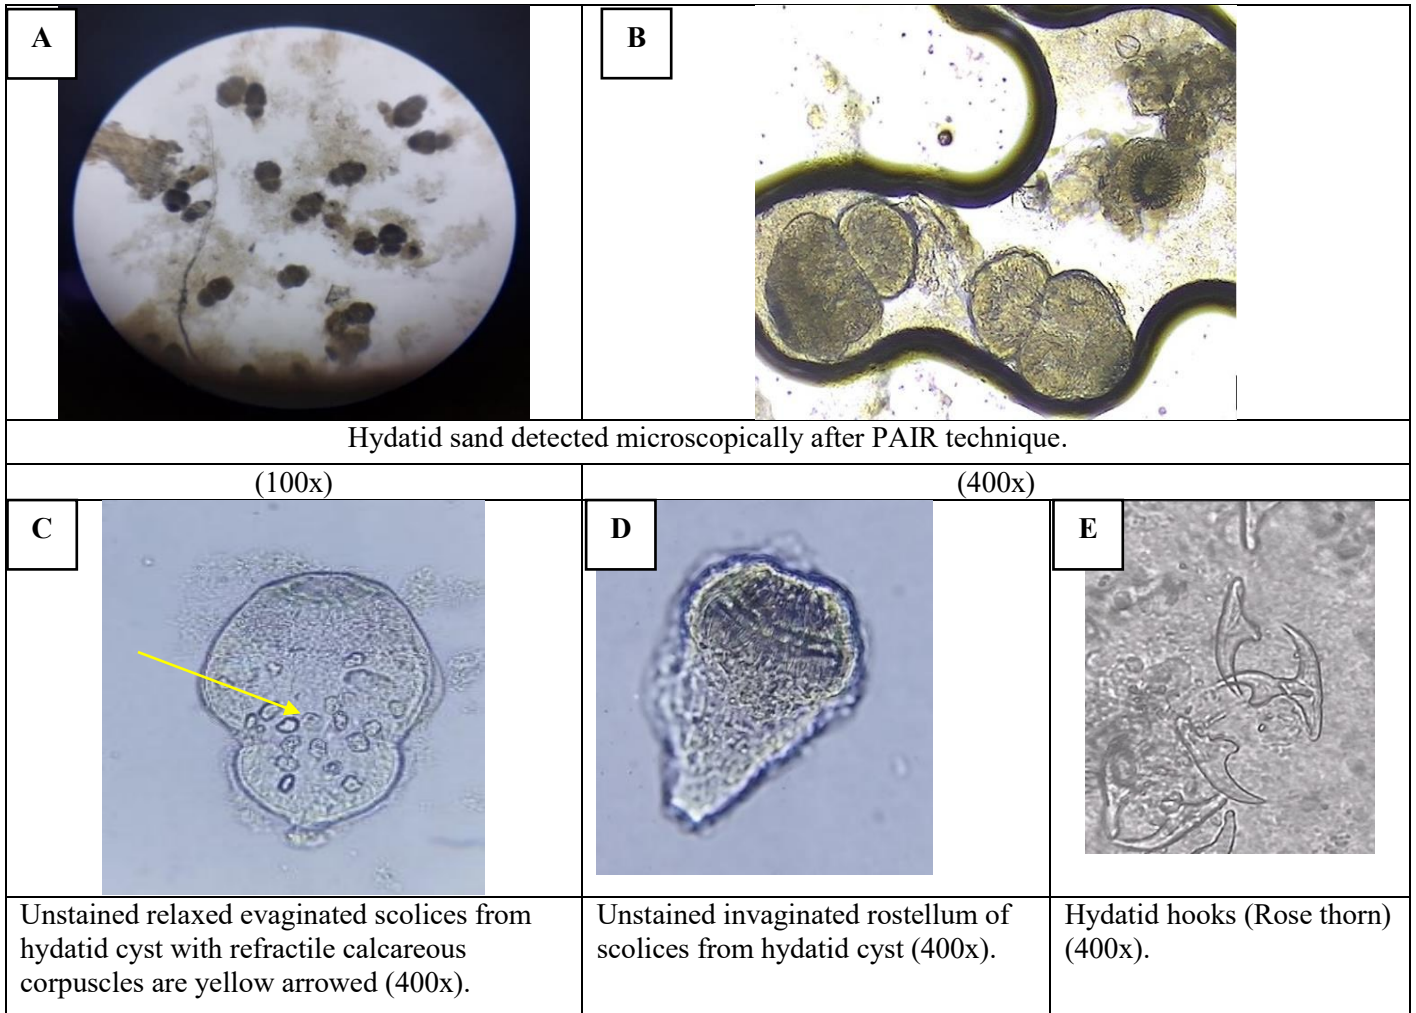 A
B
Hydatid sand detected microscopically after PAIR technique.
(100x)
(400x)
C
D
E
Unstained relaxed evaginated scolices from
hydatid cyst with refractile calcareous
corpuscles are yellow arrowed (400x).
Unstained invaginated rostellum of
scolices from hydatid cyst (400x).
Hydatid hooks (Rose thorn)
(400x).